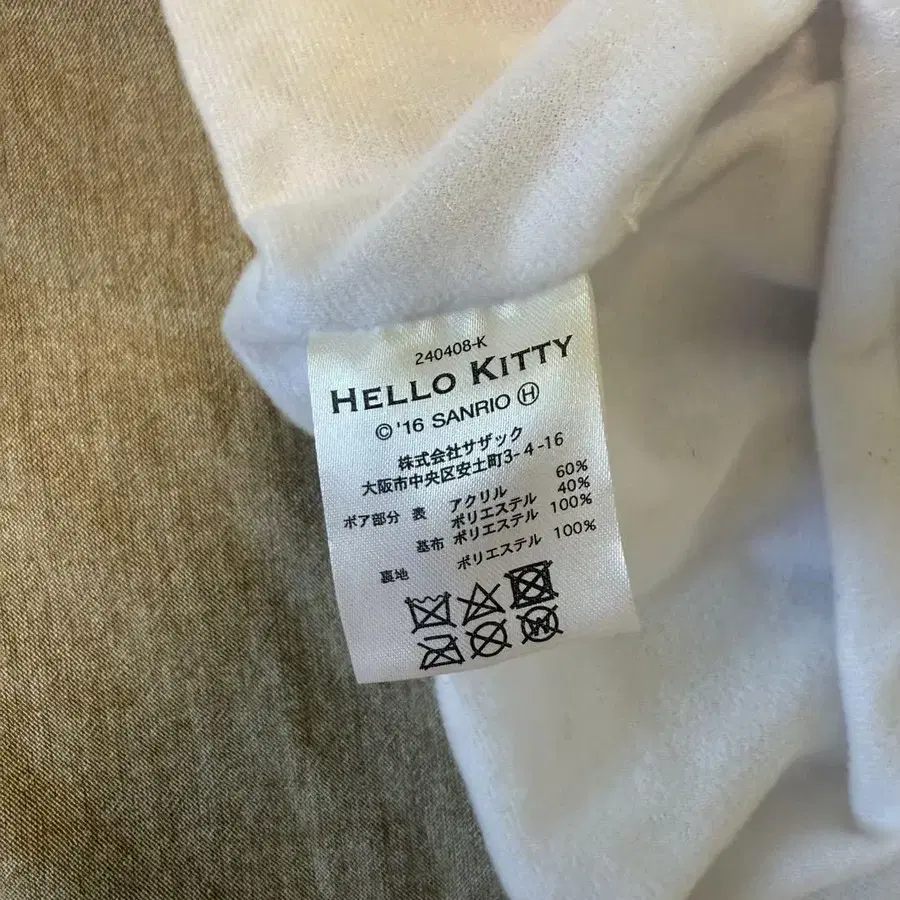 240408-K
HELLO KITTY
© '16 SANRIO Ⓗ
株式会社サザック
大阪市中央区安土町3-4-16
ボア部分 表 アクリル 60%
ポリエステル 40%
基布 ポリエステル 100%
裏地 ポリエステル 100%